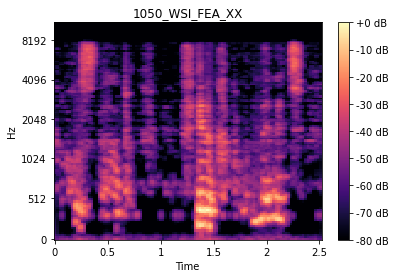 1050_WSI_FEA_XX
+0 dB
8192
-10 dB
4096
-20 dB
-30 dB
2048
Hz
-40 dB
1024
-50 dB
512
-60 dB
-70 dB
0
-80 dB
0 0.5 1 1.5 2 2.5
Time